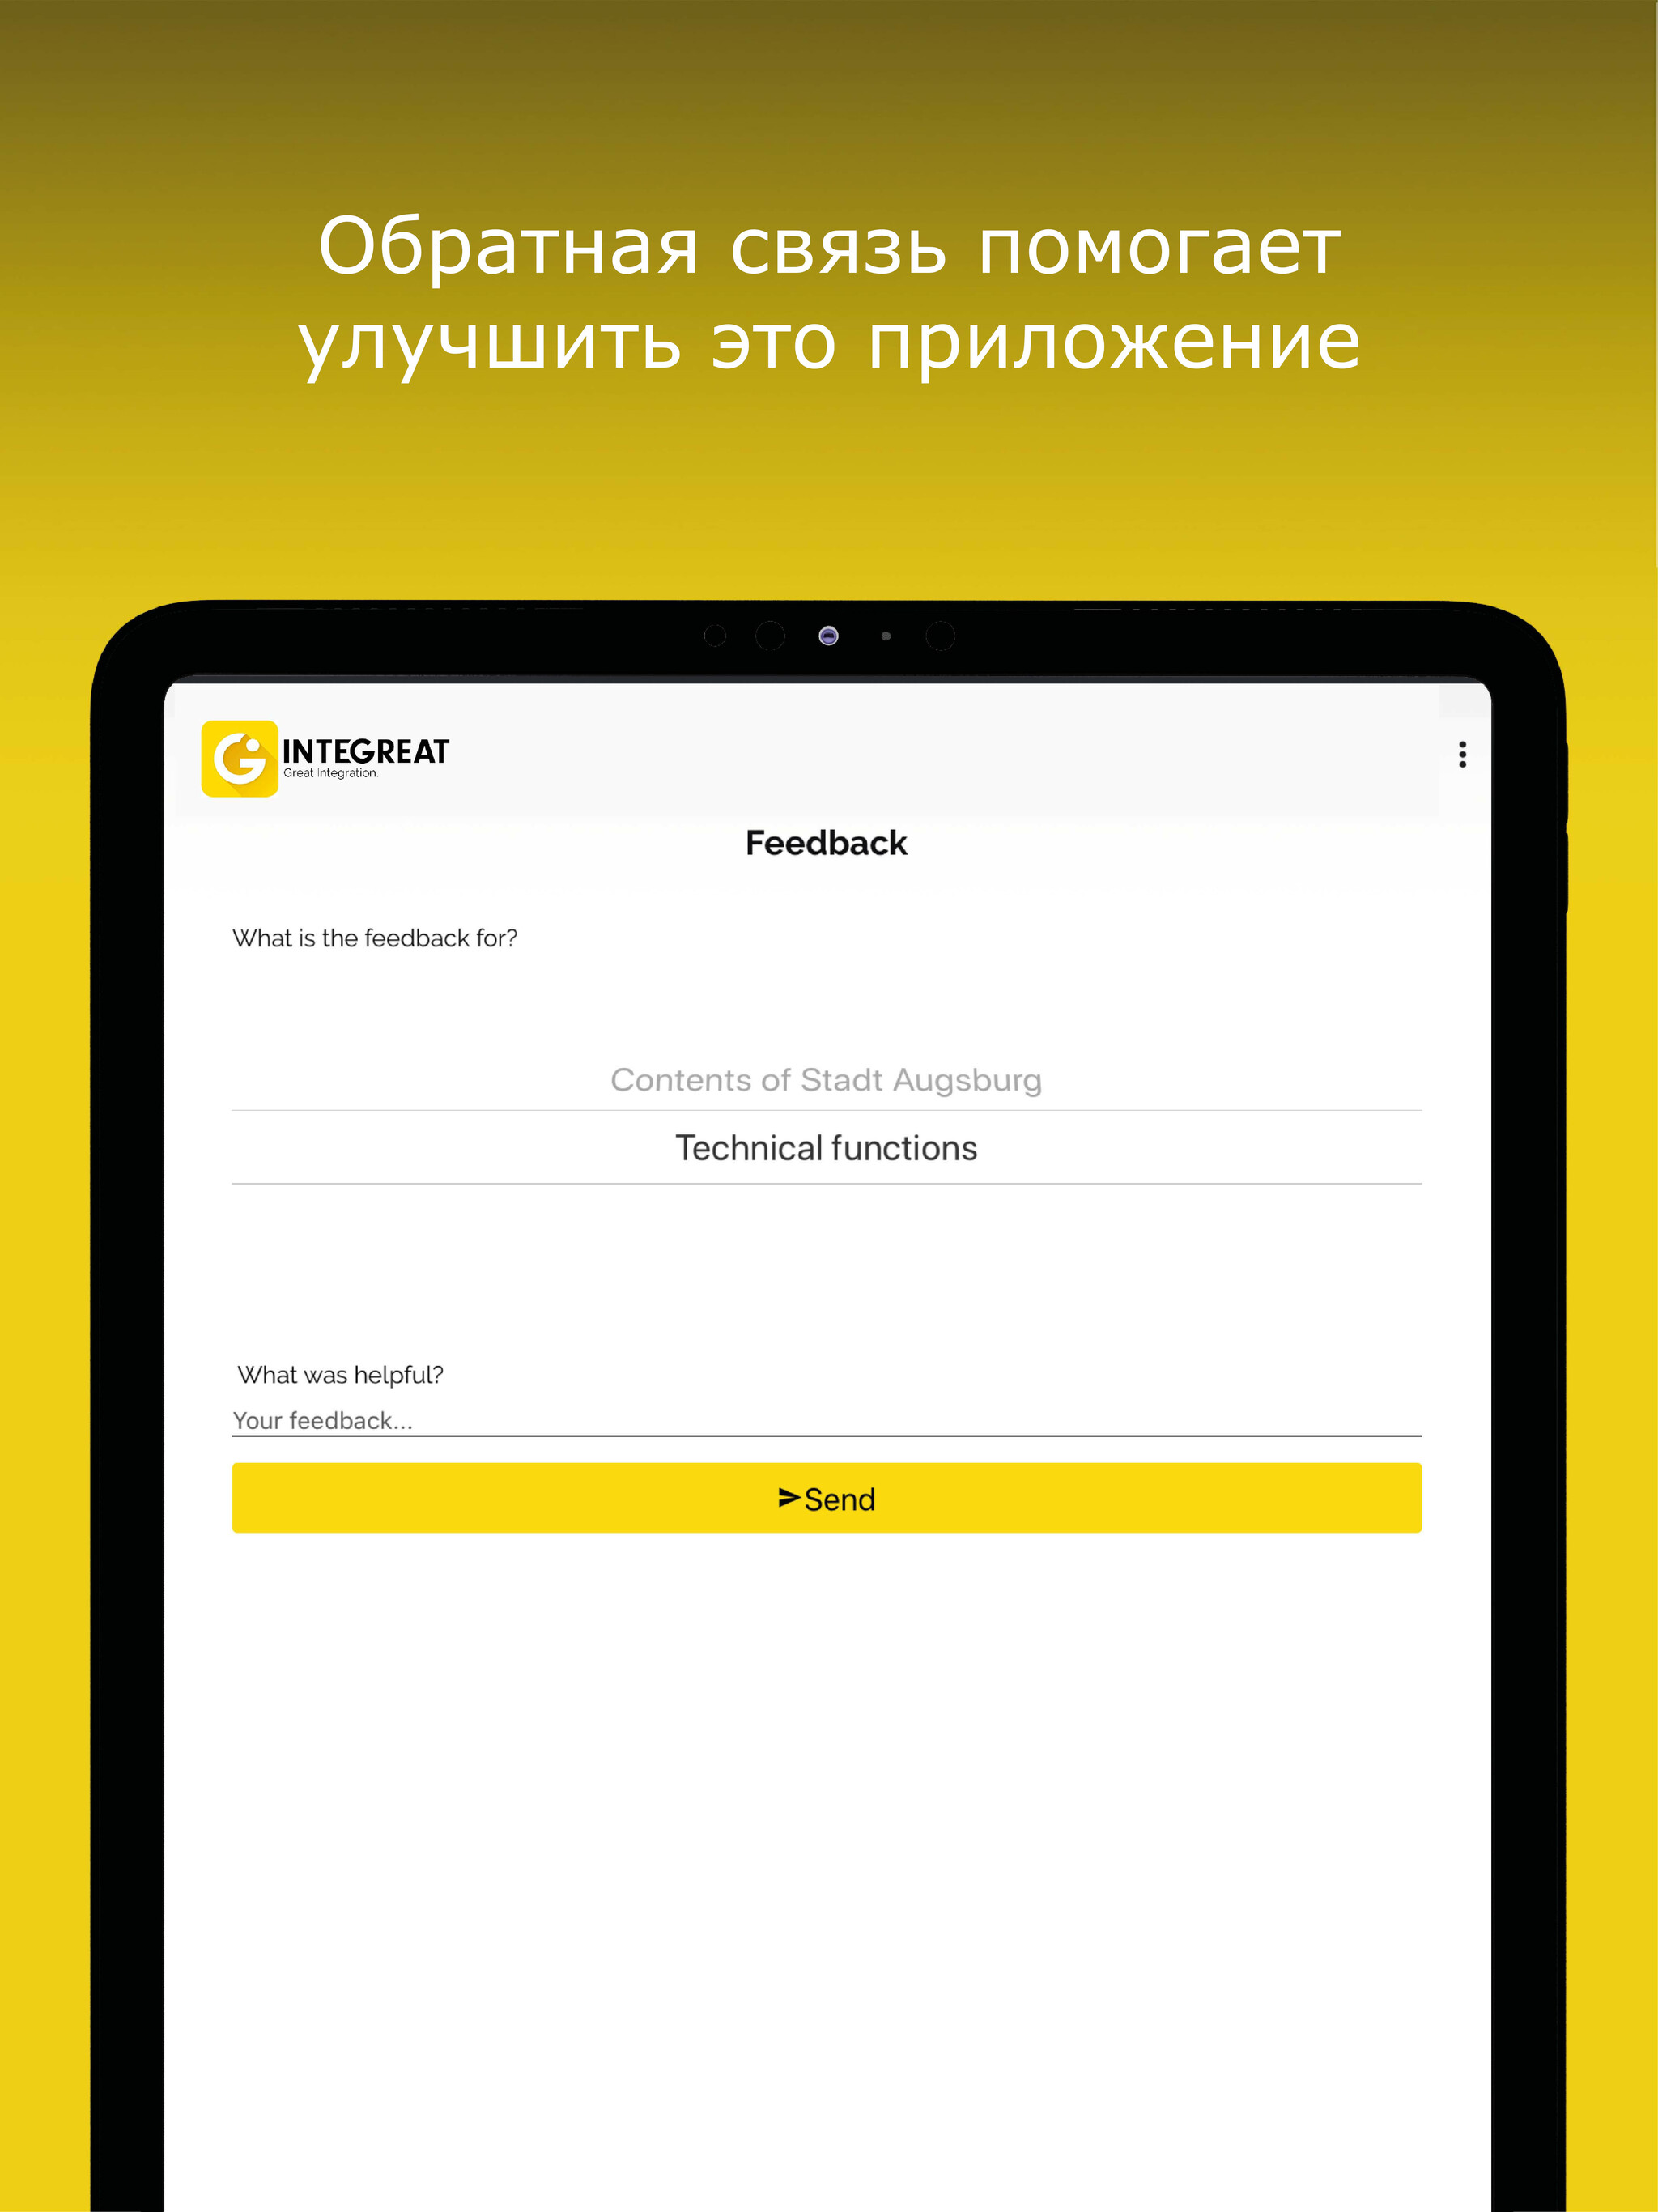 Обратная связь помогает
улучшить это приложение
INTEGREAT
Great Integration.
Feedback
What is the feedback for?
Contents of Stadt Augsburg
Technical functions
What was helpful?
Your feedback...
Send